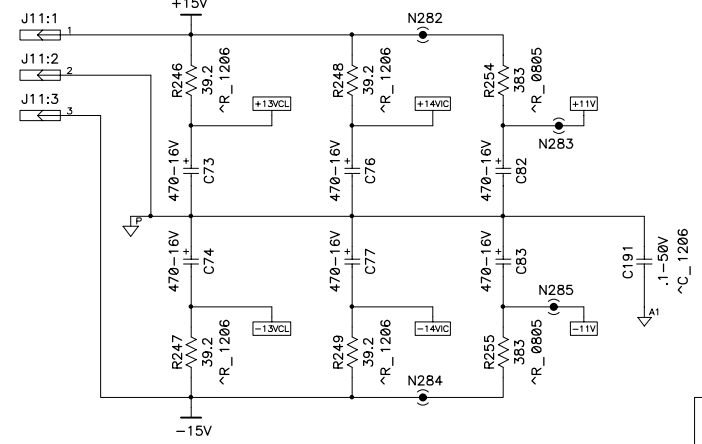 +15V
J11:1
1
N282
J11:2
2
R246
39.2
^R_1206
R248
39.2
^R_1206
R254
383
^R_0805
J11:3
3
+13VCL
+14VIC
+11V
N283
470-16V
+
C73
470-16V
+
C76
470-16V
+
C82
P
470-16V
+
C74
470-16V
+
C77
470-16V
+
C83
C191
.1-50V
^C_1206
N285
A1
-13VCL
-14VIC
-11V
R247
39.2
^R_1206
R249
39.2
^R_1206
R255
383
^R_0805
N284
-15V